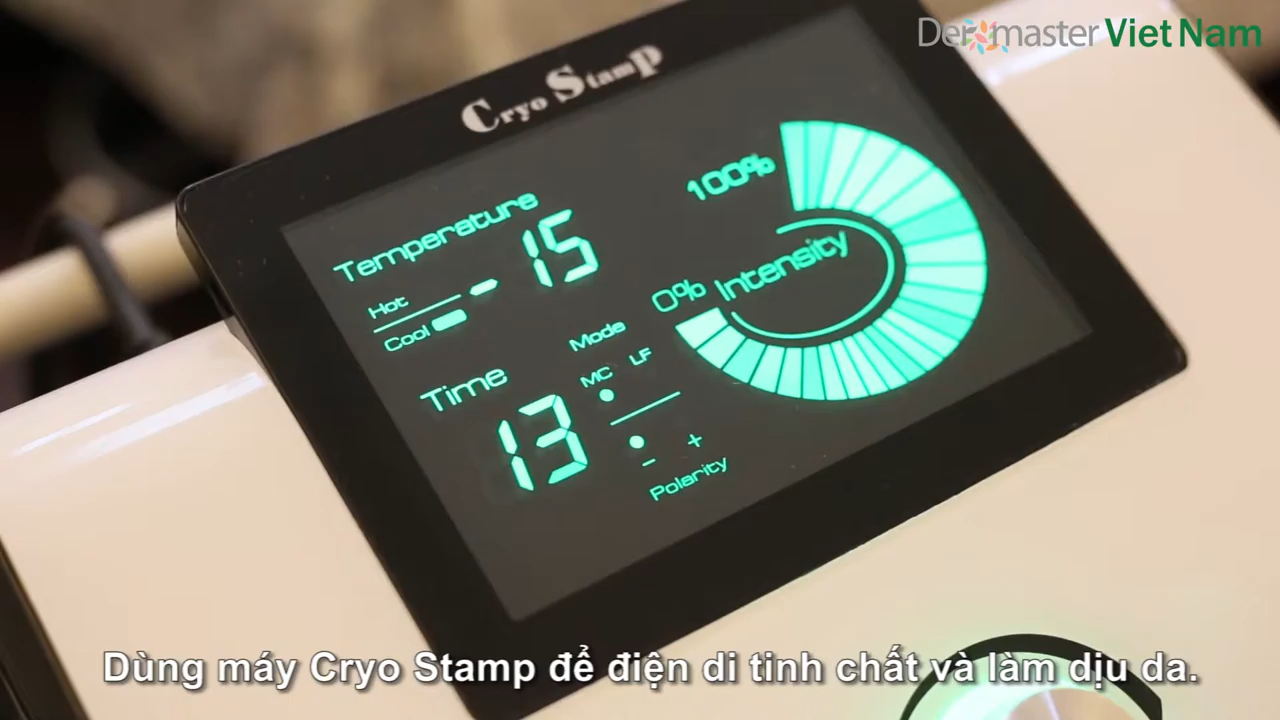 Dermaster Viet Nam
Cryo Stamp
Temperature
Hot
Cool
-15
100%
0%
Intensity
Time
13
Mode
MC LF
- +
Polarity
Dùng máy Cryo Stamp để điện di tinh chất và làm dịu da.